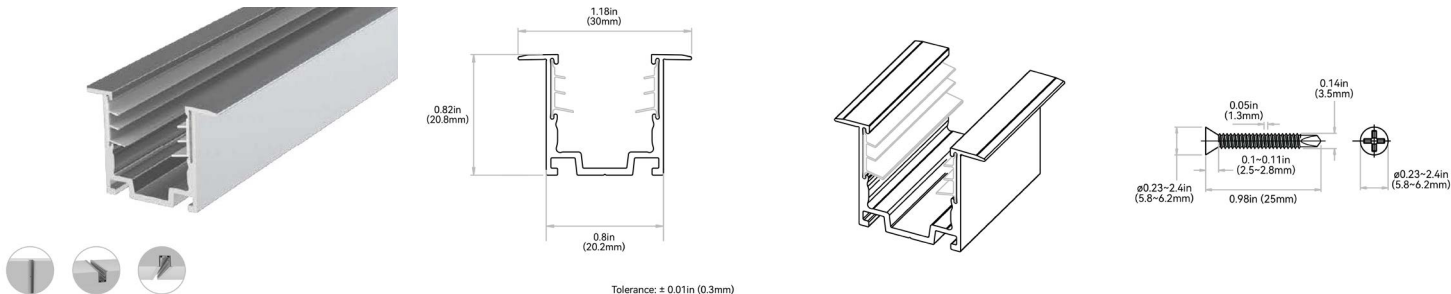 1.18in
(30mm)
0.82in
(20.8mm)
0.8in
(20.2mm)
Tolerance: ± 0.01in (0.3mm)
0.14in
(3.5mm)
0.05in
(1.3mm)
0.1~0.11in
(2.5~2.8mm)
ø0.23~2.4in
(5.8~6.2mm)
0.98in (25mm)
ø0.23~2.4in
(5.8~6.2mm)